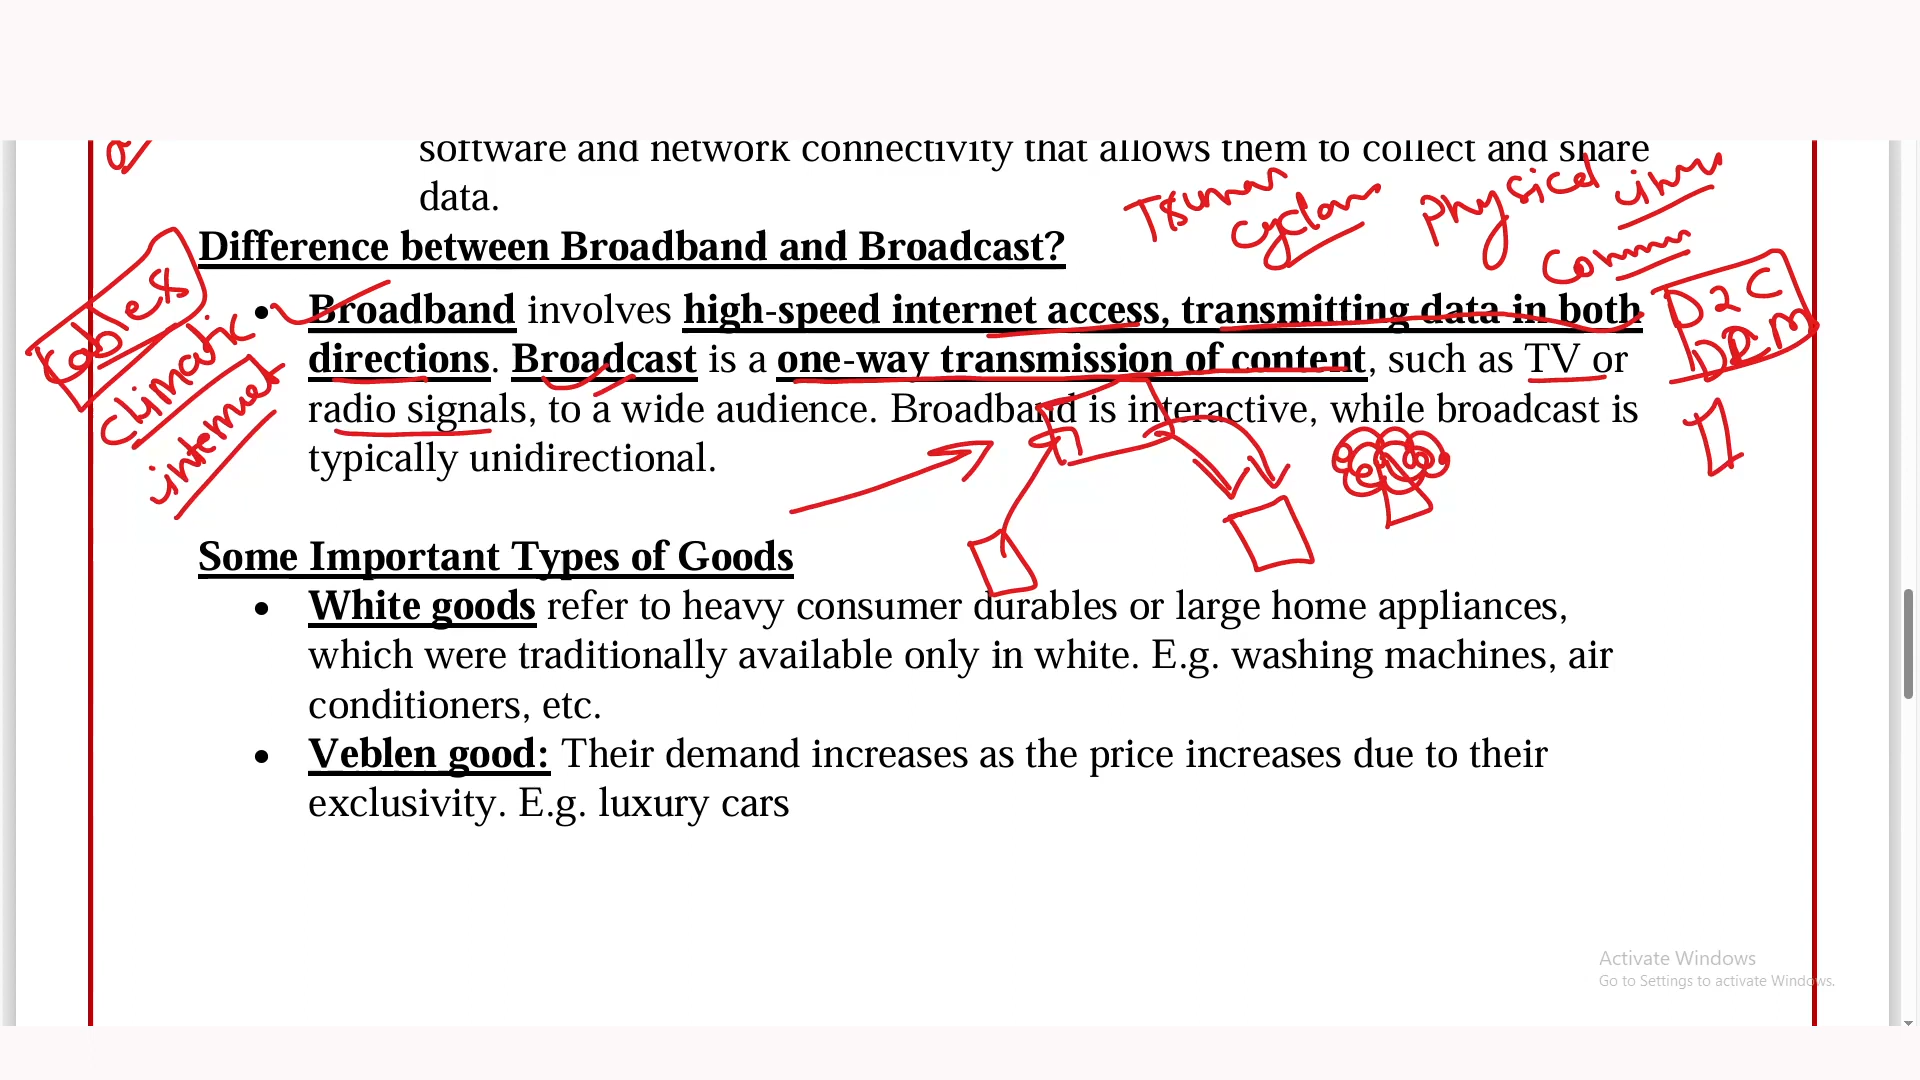 software and network connectivity that allows them to collect and share
data.
Cyclone
Physical
Difference between Broadband and Broadcast?
Cables
D2C
• Broadband involves high-speed internet access, transmitting data in both
climatic
directions. Broadcast is a one-way transmission of content, such as TV or
internet
radio signals, to a wide audience. Broadband is interactive, while broadcast is
typically unidirectional.
Some Important Types of Goods
• White goods refer to heavy consumer durables or large home appliances,
which were traditionally available only in white. E.g. washing machines, air
conditioners, etc.
• Veblen good: Their demand increases as the price increases due to their
exclusivity. E.g. luxury cars
Activate Windows
Go to Settings to activate Windows.